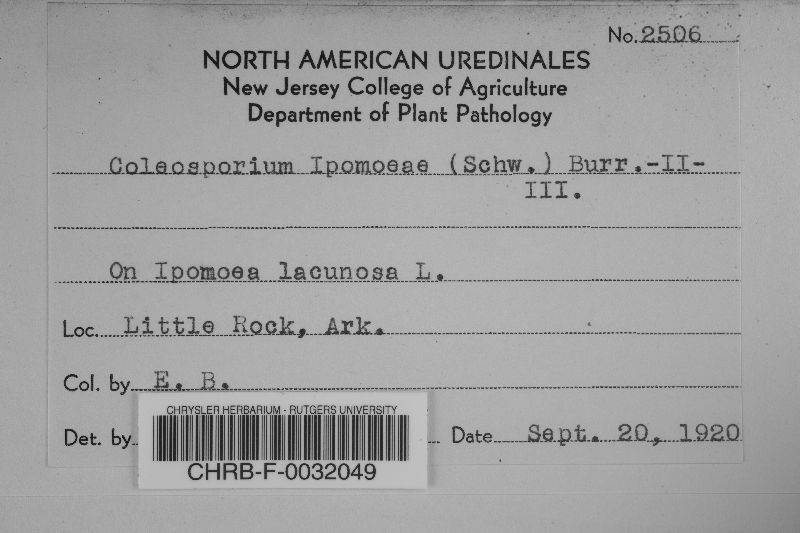 No. 2506
NORTH AMERICAN UREDINALES
New Jersey College of Agriculture
Department of Plant Pathology
Coleosporium Ipomoeae (Schw.) Burr.-II-
III.
On Ipomoea lacunosa L.
Loc. Little Rock, Ark.
Col. by E. B.
Det. by Date Sept. 20, 1920
CHRYSLER HERBARIUM - RUTGERS UNIVERSITY
CHRB-F-0032049